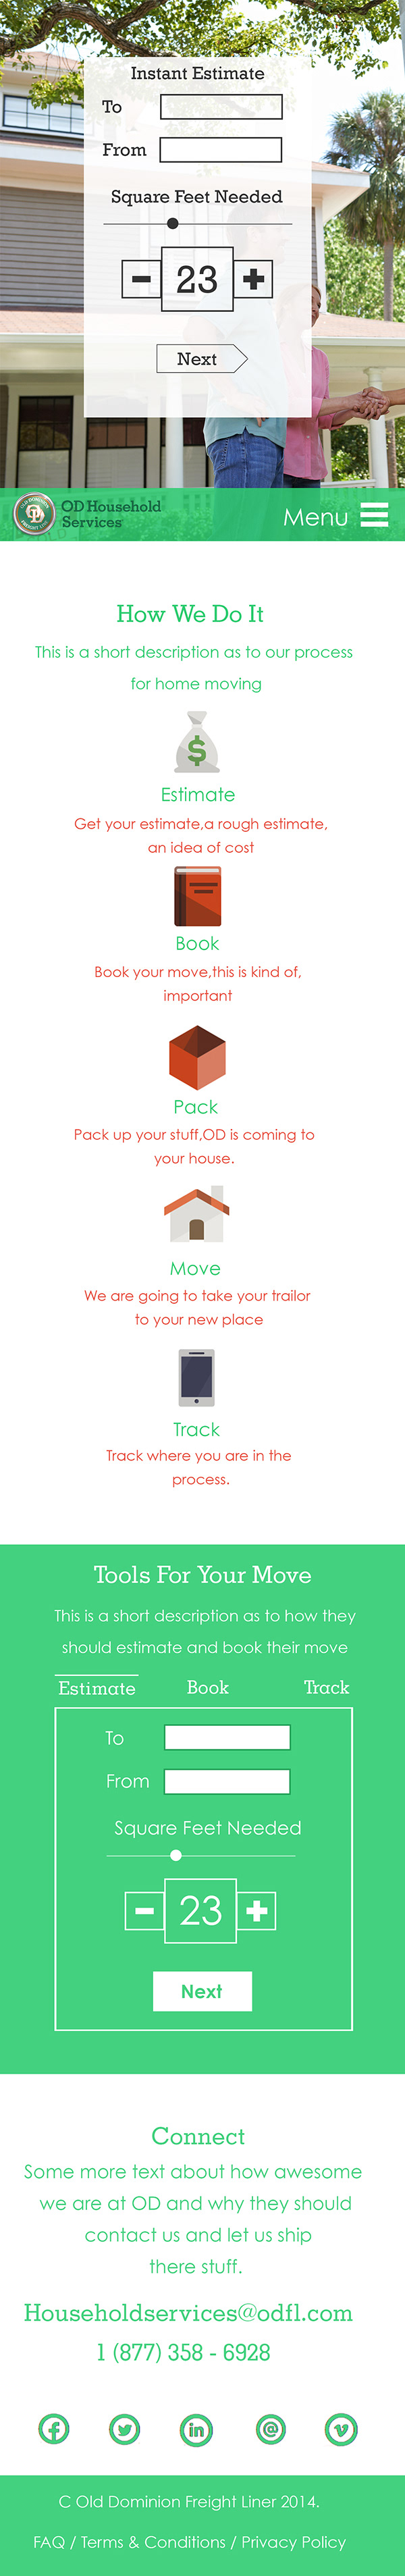 Instant Estimate
To
From
Square Feet Needed
23
Next
OLD DOMINION
OD
FREIGHT LINE
OD Household
Services
Menu
How We Do It
This is a short description as to our process
for home moving
$
Estimate
Get your estimate,a rough estimate,
an idea of cost
Book
Book your move,this is kind of,
important
Pack
Pack up your stuff,OD is coming to
your house.
Move
We are going to take your trailor
to your new place
Track
Track where you are in the
process.
Tools For Your Move
This is a short description as to how they
should estimate and book their move
Estimate Book Track
To
From
Square Feet Needed
23
Next
Connect
Some more text about how awesome
we are at OD and why they should
contact us and let us ship
there stuff.
Householdservices@odfl.com
1 (877) 358 - 6928
C Old Dominion Freight Liner 2014.
FAQ / Terms & Conditions / Privacy Policy